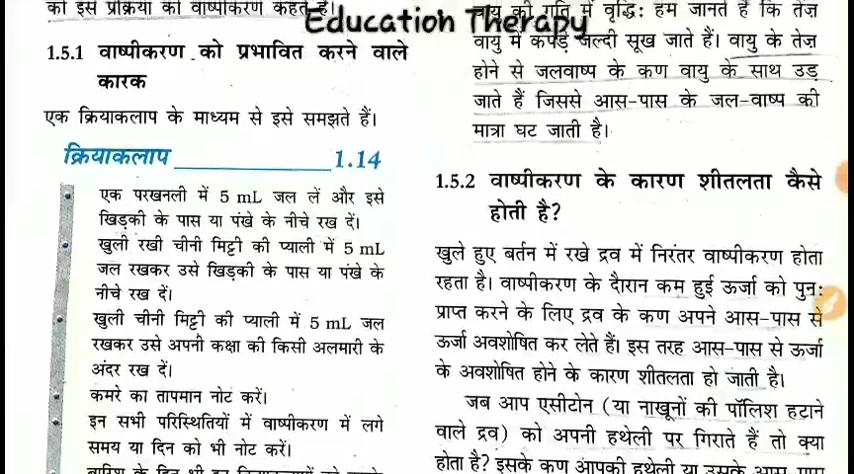 को इस प्रक्रिया को वाष्पीकरण कहते हैं।
Education Therapy
1.5.1 वाष्पीकरण को प्रभावित करने वाले
कारक
एक क्रियाकलाप के माध्यम से इसे समझते हैं।
क्रियाकलाप 1.14
• एक परखनली में 5 mL जल लें और इसे
खिड़की के पास या पंखे के नीचे रख दें।
• खुली रखी चीनी मिट्टी की प्याली में 5 mL
जल रखकर उसे खिड़की के पास या पंखे के
नीचे रख दें।
• खुली चीनी मिट्टी की प्याली में 5 mL जल
रखकर उसे अपनी कक्षा की किसी अलमारी के
अंदर रख दें।
• कमरे का तापमान नोट करें।
• इन सभी परिस्थितियों में वाष्पीकरण में लगे
समय या दिन को भी नोट करें।
वायु की गति में वृद्धि: हम जानते हैं कि तेज़
वायु में कपड़े जल्दी सूख जाते हैं। वायु के तेज़
होने से जलवाष्प के कण वायु के साथ उड़
जाते हैं जिससे आस-पास के जल-वाष्प की
मात्रा घट जाती है।
1.5.2 वाष्पीकरण के कारण शीतलता कैसे
होती है?
खुले हुए बर्तन में रखे द्रव में निरंतर वाष्पीकरण होता
रहता है। वाष्पीकरण के दौरान कम हुई ऊर्जा को पुन:
प्राप्त करने के लिए द्रव के कण अपने आस-पास से
ऊर्जा अवशोषित कर लेते हैं। इस तरह आस-पास से ऊर्जा
के अवशोषित होने के कारण शीतलता हो जाती है।
जब आप एसीटोन (या नाखूनों की पॉलिश हटाने
वाले द्रव) को अपनी हथेली पर गिराते हैं तो क्या
होता है? इसके कण आपकी हथेली या उसके आस पास